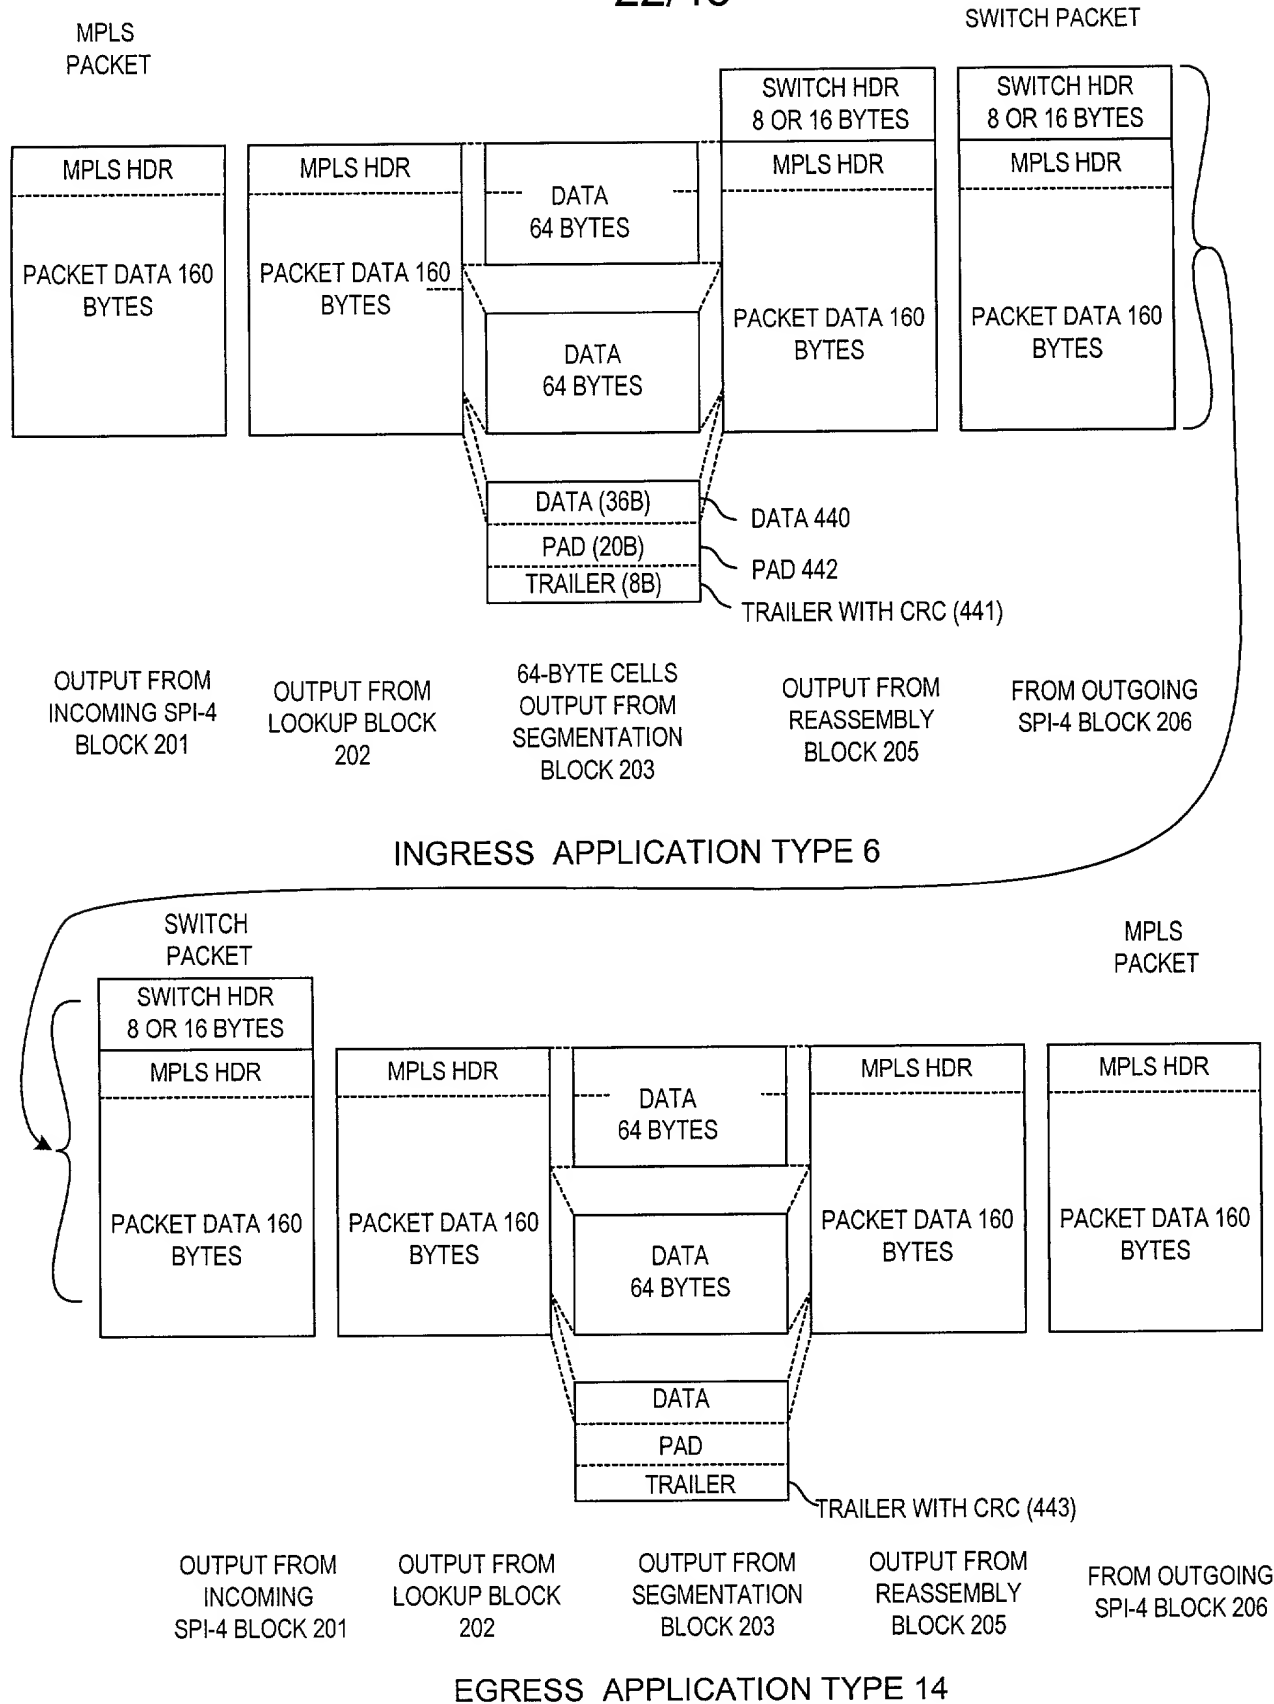 22/43
MPLS
PACKET
SWITCH PACKET
SWITCH HDR
8 OR 16 BYTES
SWITCH HDR
8 OR 16 BYTES
MPLS HDR
MPLS HDR
MPLS HDR
MPLS HDR
DATA
64 BYTES
PACKET DATA 160
BYTES
PACKET DATA 160
BYTES
PACKET DATA 160
BYTES
PACKET DATA 160
BYTES
DATA
64 BYTES
DATA (36B)
PAD (20B)
TRAILER (8B)
DATA 440
PAD 442
TRAILER WITH CRC (441)
OUTPUT FROM
INCOMING SPI-4
BLOCK 201
OUTPUT FROM
LOOKUP BLOCK
202
64-BYTE CELLS
OUTPUT FROM
SEGMENTATION
BLOCK 203
OUTPUT FROM
REASSEMBLY
BLOCK 205
FROM OUTGOING
SPI-4 BLOCK 206
INGRESS APPLICATION TYPE 6
SWITCH
PACKET
MPLS
PACKET
SWITCH HDR
8 OR 16 BYTES
MPLS HDR
MPLS HDR
MPLS HDR
MPLS HDR
DATA
64 BYTES
PACKET DATA 160
BYTES
PACKET DATA 160
BYTES
DATA
64 BYTES
PACKET DATA 160
BYTES
PACKET DATA 160
BYTES
DATA
PAD
TRAILER
TRAILER WITH CRC (443)
OUTPUT FROM
INCOMING
SPI-4 BLOCK 201
OUTPUT FROM
LOOKUP BLOCK
202
OUTPUT FROM
SEGMENTATION
BLOCK 203
OUTPUT FROM
REASSEMBLY
BLOCK 205
FROM OUTGOING
SPI-4 BLOCK 206
EGRESS APPLICATION TYPE 14